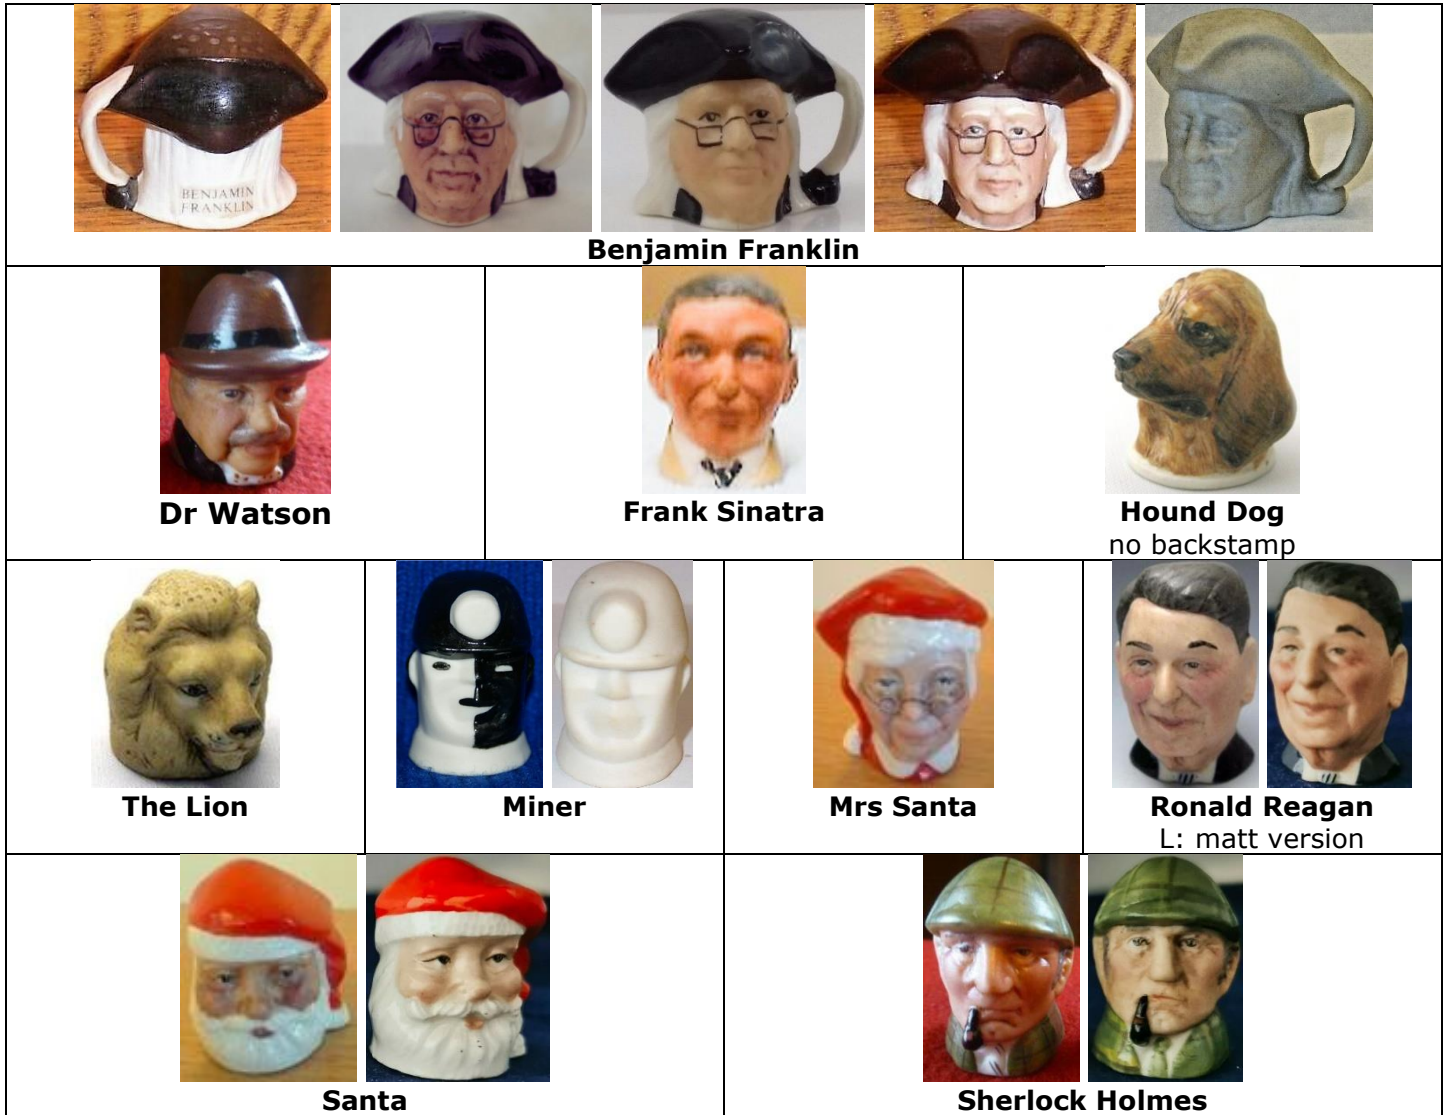 BENJAMIN
FRANKLIN
Benjamin Franklin
Dr Watson
Frank Sinatra
Hound Dog
no backstamp
The Lion
Miner
Mrs Santa
Ronald Reagan
L: matt version
Santa
Sherlock Holmes